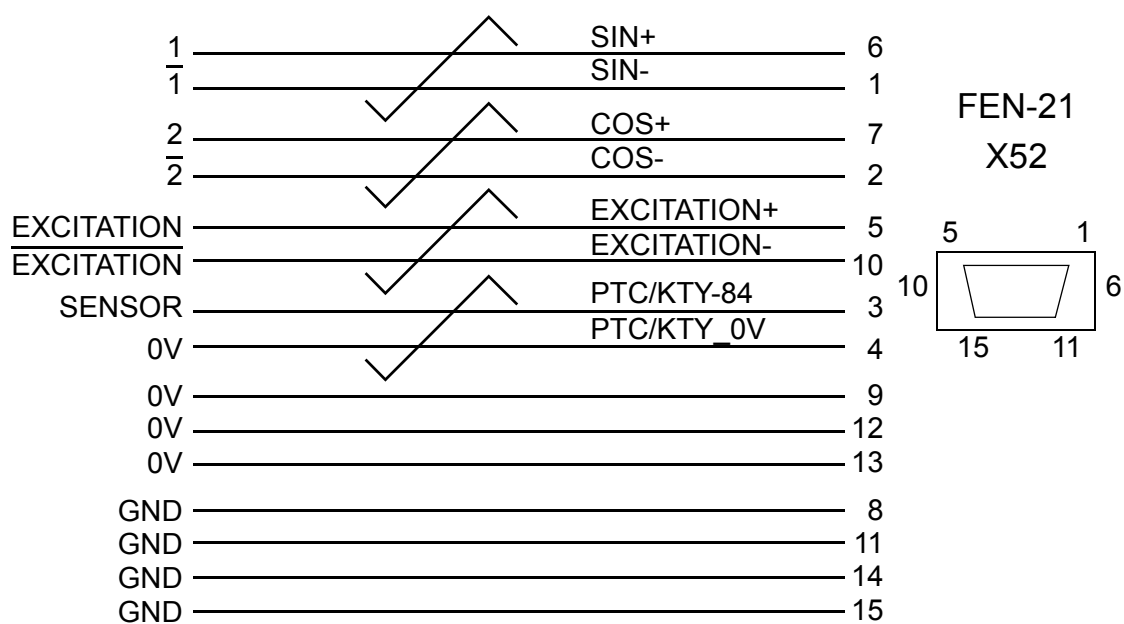 1 SIN+ 6
1̅ SIN- 1
2 COS+ 7
2̅ COS- 2
EXCITATION EXCITATION+ 5
E̅X̅C̅I̅T̅A̅T̅I̅O̅N̅ EXCITATION- 10
SENSOR PTC/KTY-84 3
0V PTC/KTY_0V 4
0V 9
0V 12
0V 13
GND 8
GND 11
GND 14
GND 15
FEN-21
X52
5 1
10 6
15 11